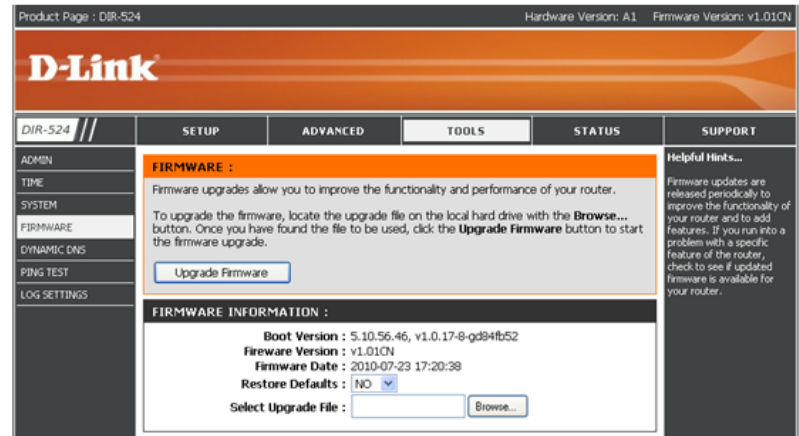 Product Page : DIR-524 Hardware Version: A1 Firmware Version: v1.01CN
D-Link
DIR-524 SETUP ADVANCED TOOLS STATUS SUPPORT
ADMIN
TIME
SYSTEM
FIRMWARE
DYNAMIC DNS
PING TEST
LOG SETTINGS
FIRMWARE :
Firmware upgrades allow you to improve the functionality and performance of your router.
To upgrade the firmware, locate the upgrade file on the local hard drive with the Browse...
button. Once you have found the file to be used, click the Upgrade Firmware button to start
the firmware upgrade.
Upgrade Firmware
FIRMWARE INFORMATION :
Boot Version : 5.10.56.46, v1.0.17-8-gd84fb52
Fireware Version : v1.01CN
Firmware Date : 2010-07-23 17:20:38
Restore Defaults : NO
Select Upgrade File : Browse...
Helpful Hints...
Firmware updates are
released periodically to
improve the functionality of
your router and to add
features. If you run into a
problem with a specific
feature of the router,
check to see if updated
firmware is available for
your router.